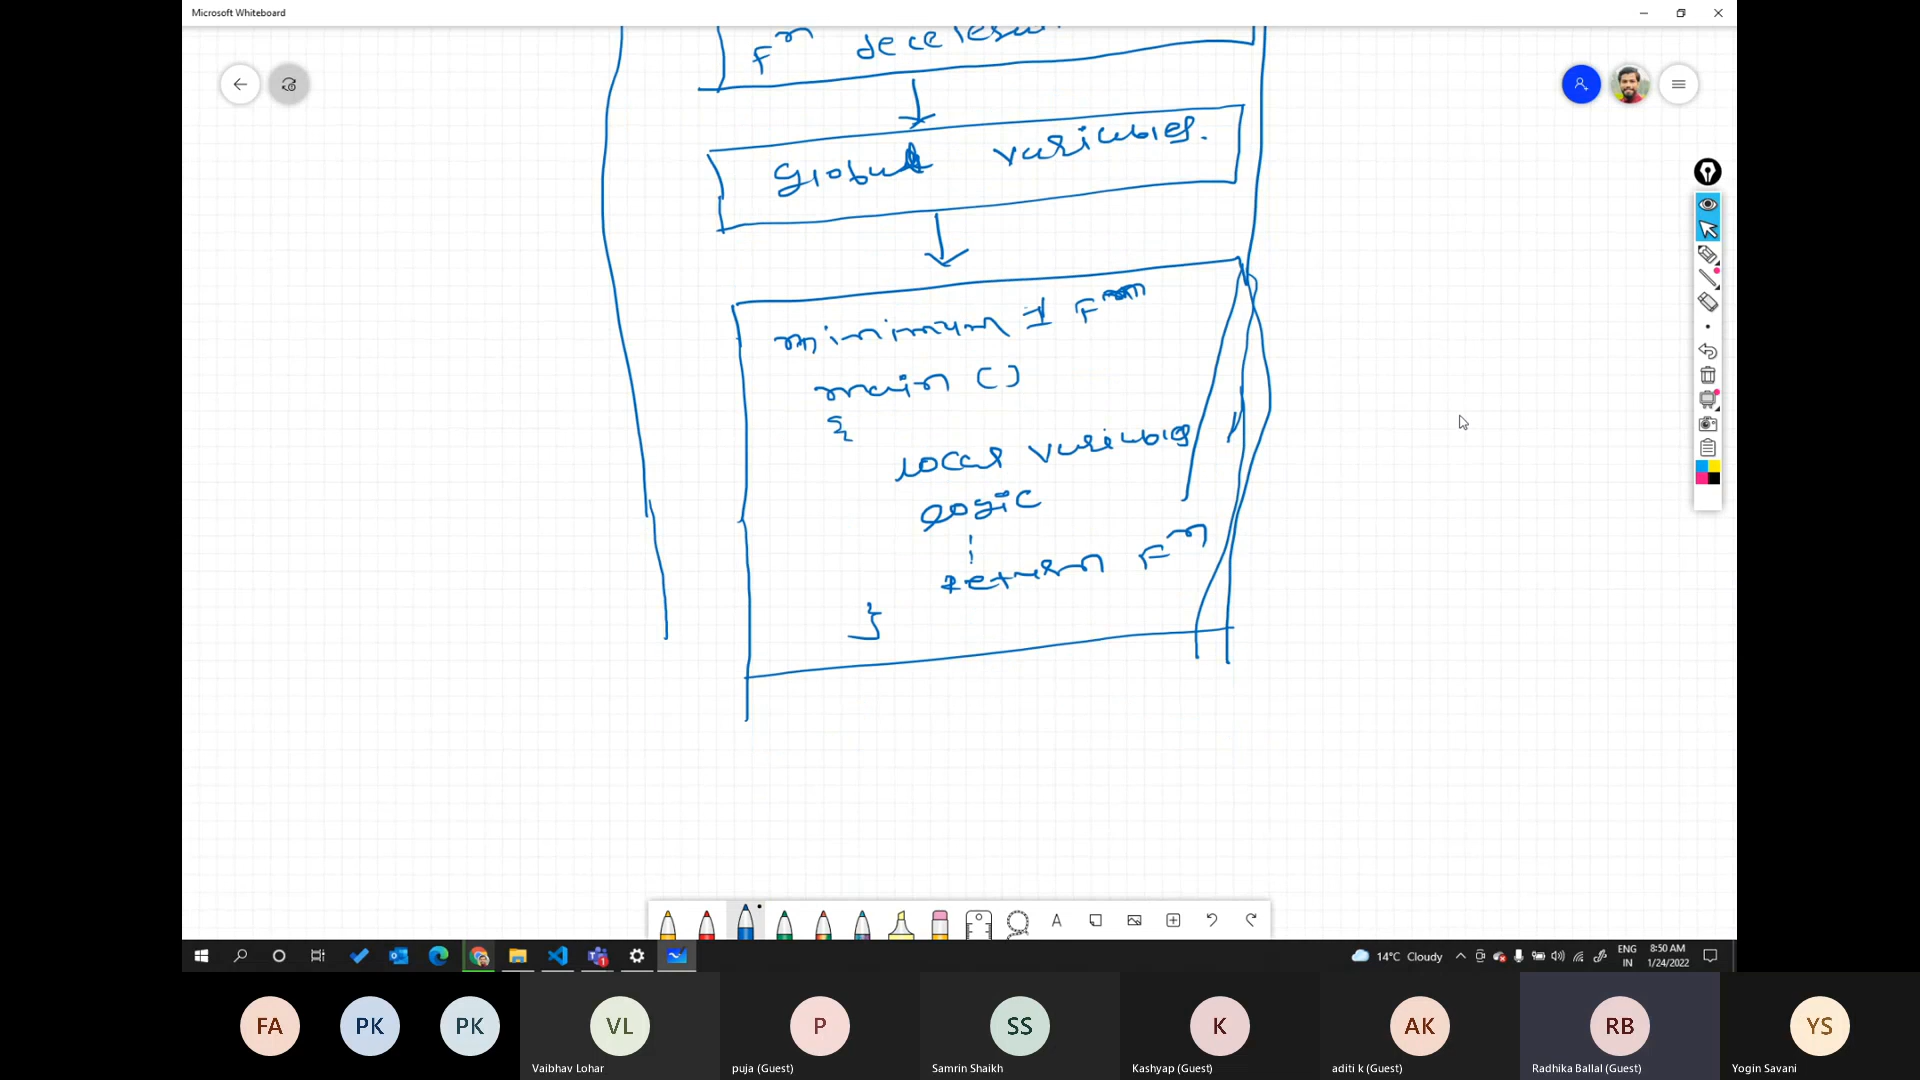 Microsoft Whiteboard
Fn
Global variables.
minimum 1 Fn
main ()
{
local variables
logic
return Fn
}
A
14°C Cloudy
ENG
IN
8:50 AM
1/24/2022
FA
PK
PK
VL
P
SS
K
AK
RB
YS
Vaibhav Lohar
puja (Guest)
Samrin Shaikh
Kashyap (Guest)
aditi k (Guest)
Radhika Ballal (Guest)
Yogin Savani